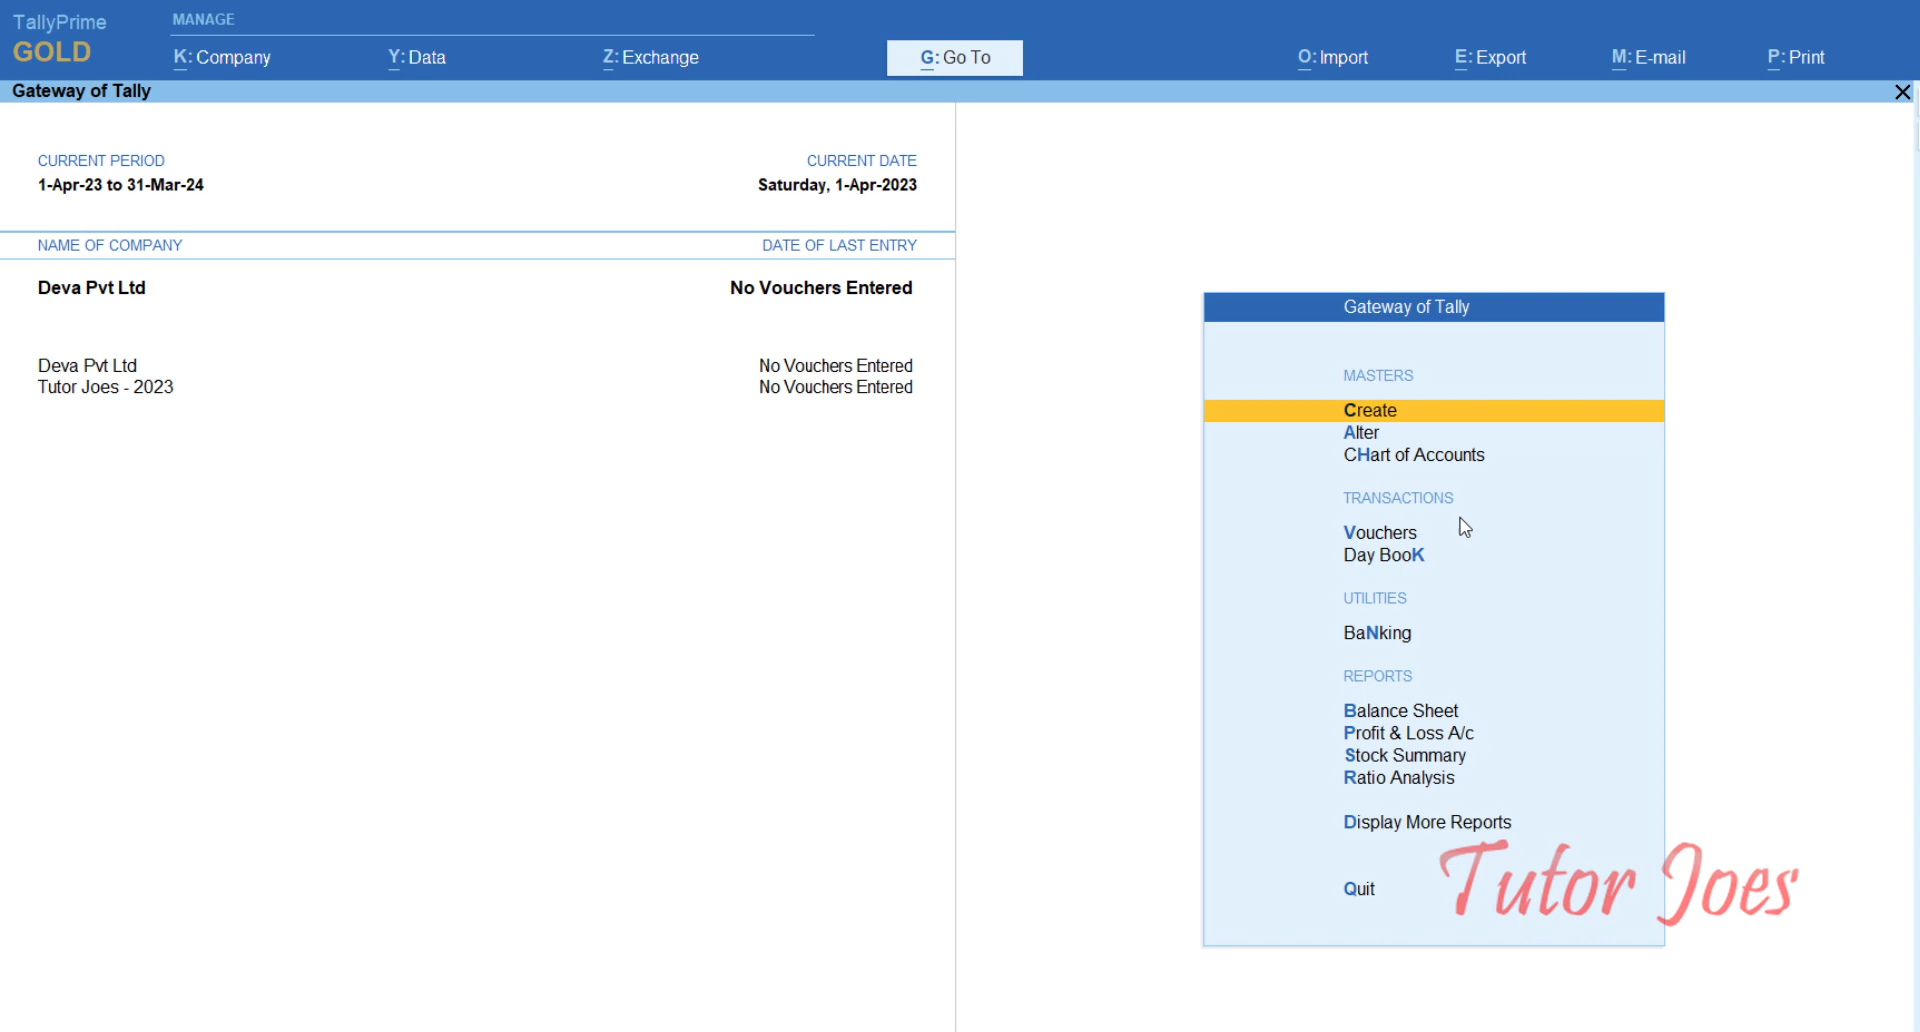 TallyPrime
GOLD
MANAGE
K: Company Y: Data Z: Exchange G: Go To O: Import E: Export M: E-mail P: Print
Gateway of Tally
CURRENT PERIOD CURRENT DATE
1-Apr-23 to 31-Mar-24 Saturday, 1-Apr-2023
NAME OF COMPANY DATE OF LAST ENTRY
Deva Pvt Ltd No Vouchers Entered
Deva Pvt Ltd No Vouchers Entered
Tutor Joes - 2023 No Vouchers Entered
Gateway of Tally
MASTERS
Create
Alter
CHart of Accounts
TRANSACTIONS
Vouchers
Day BooK
UTILITIES
BaNking
REPORTS
Balance Sheet
Profit & Loss A/c
Stock Summary
Ratio Analysis
Display More Reports
Quit
Tutor Joes